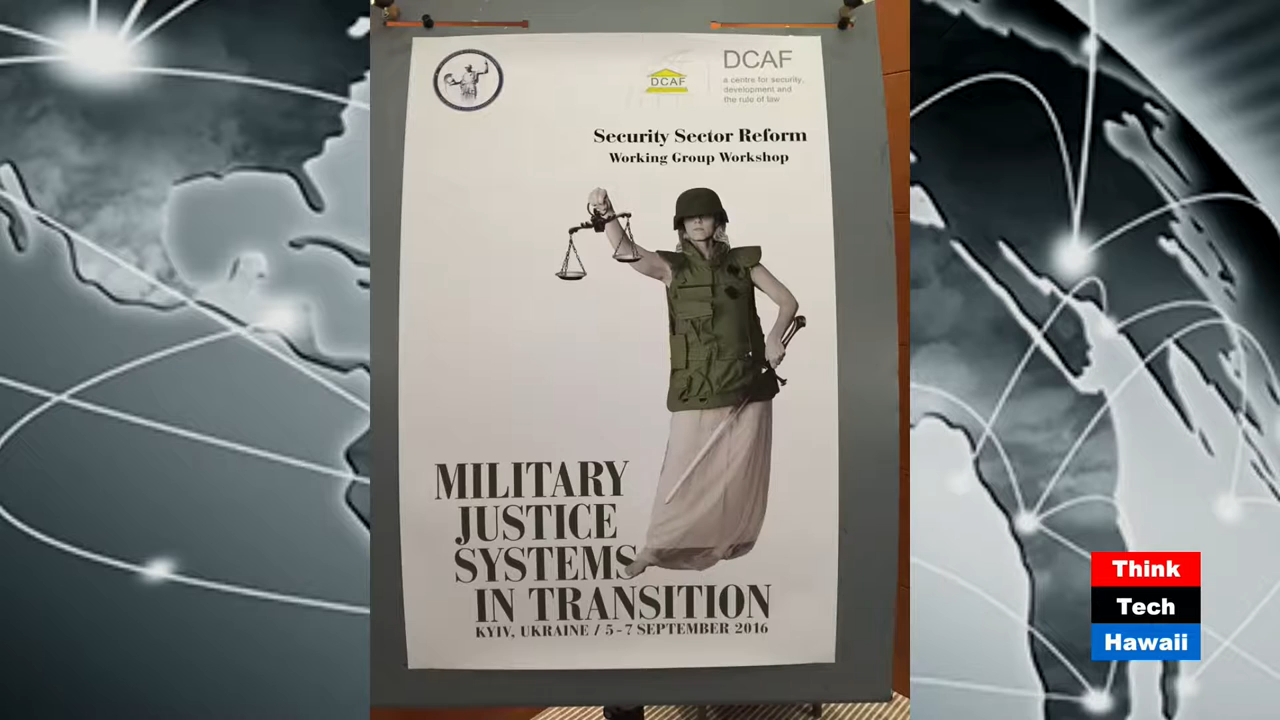 DCAF
DCAF
a centre for security,
development and
the rule of law
Security Sector Reform
Working Group Workshop
MILITARY
JUSTICE
SYSTEMS
IN TRANSITION
KYIV, UKRAINE / 5-7 SEPTEMBER 2016
Think
Tech
Hawaii